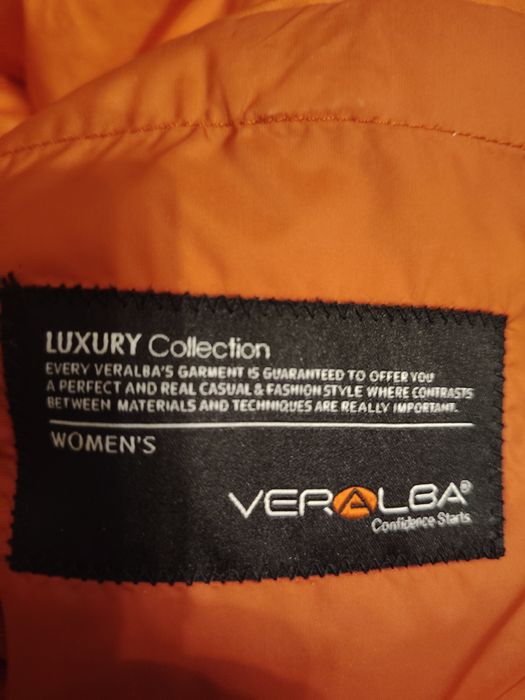 LUXURY Collection
EVERY VERALBA'S GARMENT IS GUARANTEED TO OFFER YOU
A PERFECT AND REAL CASUAL & FASHION STYLE WHERE CONTRASTS
BETWEEN MATERIALS AND TECHNIQUES ARE REALLY IMPORTANT.
WOMEN'S
VERALBA®
Confidence Starts